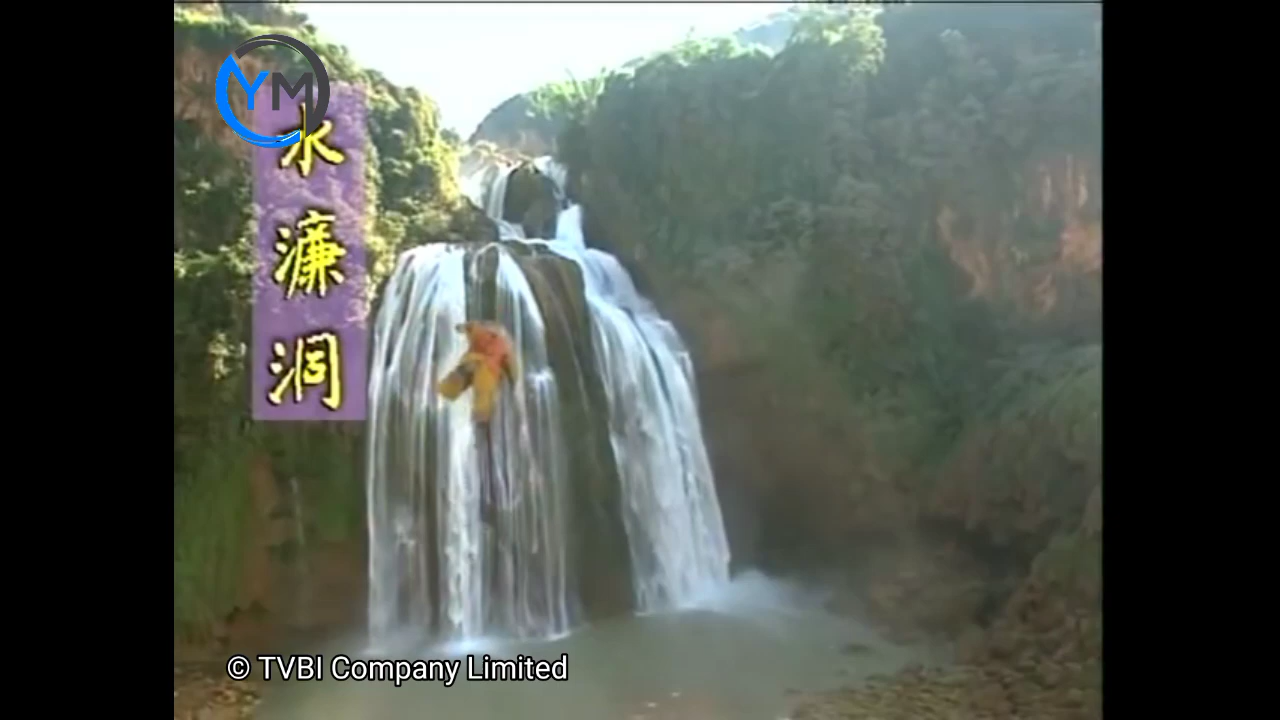 YM
水
濂
洞
© TVBI Company Limited